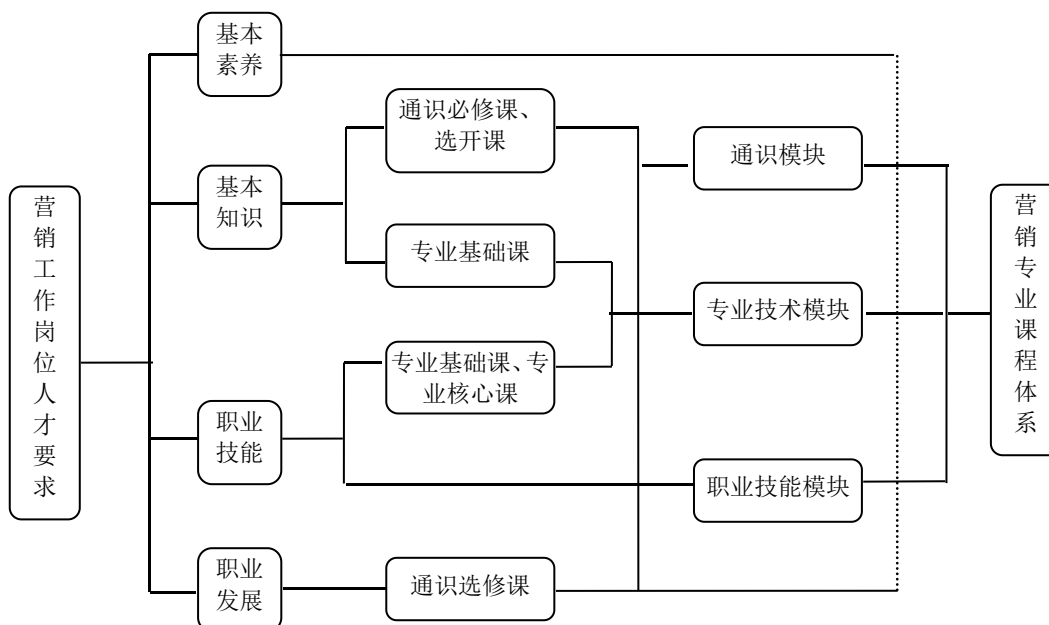 营销工作岗位人才要求
基本
素养
基本
知识
职业
技能
职业
发展
通识必修课、
选开课
专业基础课
专业基础课、专
业核心课
通识选修课
通识模块
专业技术模块
职业技能模块
营销专业课程体系